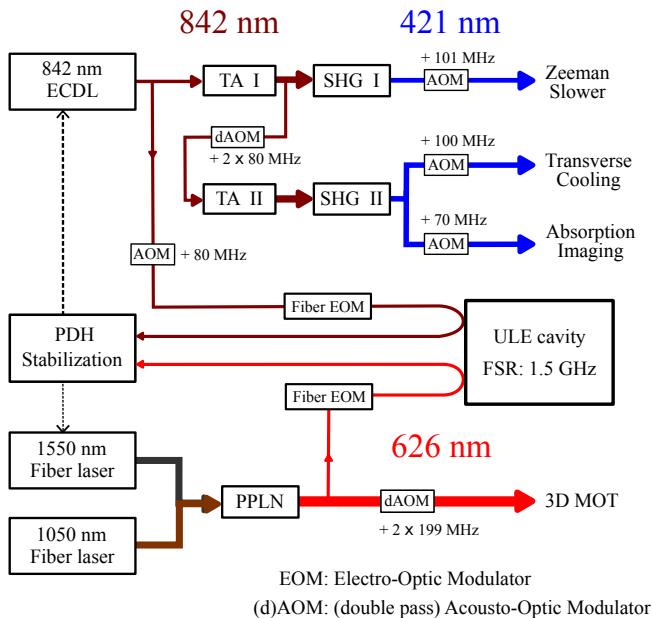 842 nm
421 nm
842 nm
ECDL
TA I
SHG I
+ 101 MHz
AOM
Zeeman
Slower
dAOM
+ 2 x 80 MHz
TA II
SHG II
+ 100 MHz
AOM
Transverse
Cooling
+ 70 MHz
AOM
Absorption
Imaging
AOM
+ 80 MHz
Fiber EOM
PDH
Stabilization
ULE cavity
FSR: 1.5 GHz
Fiber EOM
626 nm
1550 nm
Fiber laser
PPLN
dAOM
3D MOT
+ 2 x 199 MHz
1050 nm
Fiber laser
EOM: Electro-Optic Modulator
(d)AOM: (double pass) Acousto-Optic Modulator